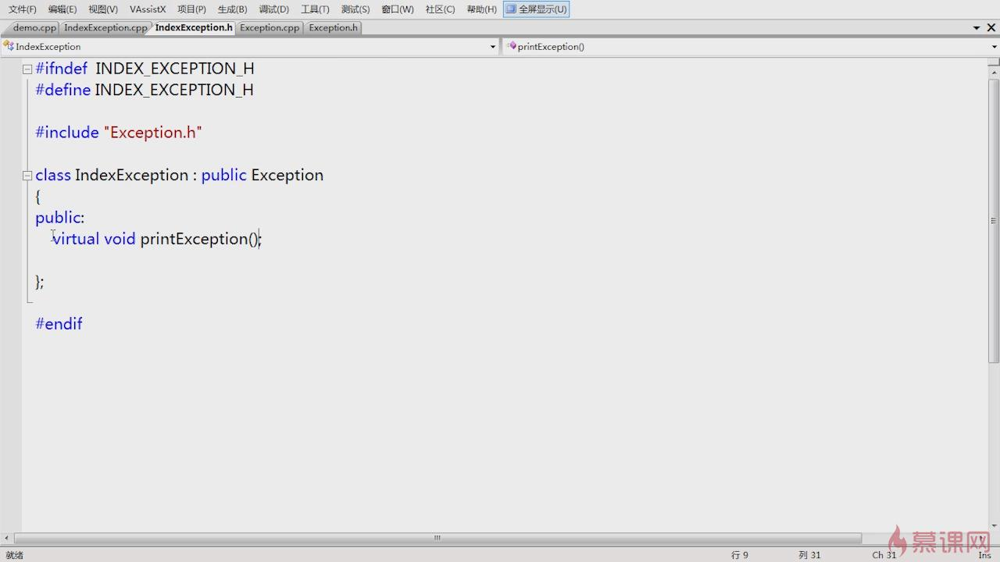 文件(F) 编辑(E) 视图(V) VAssistX 项目(P) 生成(B) 调试(D) 工具(T) 测试(S) 窗口(W) 社区(C) 帮助(H) 全屏显示(U)
demo.cpp IndexException.cpp IndexException.h Exception.cpp Exception.h
IndexException printException()
#ifndef INDEX_EXCEPTION_H
#define INDEX_EXCEPTION_H
#include "Exception.h"
class IndexException : public Exception
{
public:
virtual void printException();
};
#endif
慕课网
就绪 行 9 列 31 Ch 31 Ins